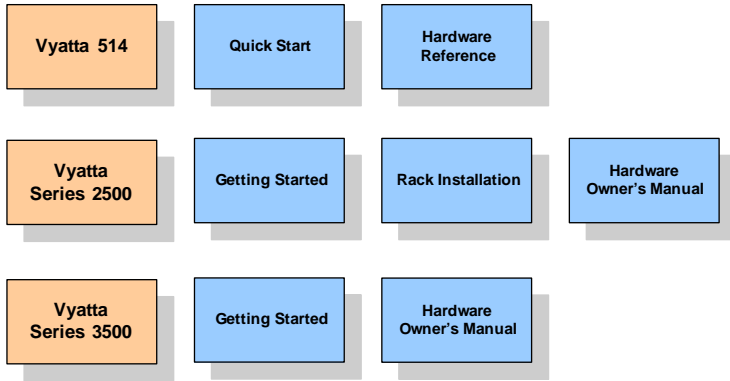 Vyatta 514
Quick Start
Hardware
Reference
Vyatta
Series 2500
Getting Started
Rack Installation
Hardware
Owner's Manual
Vyatta
Series 3500
Getting Started
Hardware
Owner's Manual